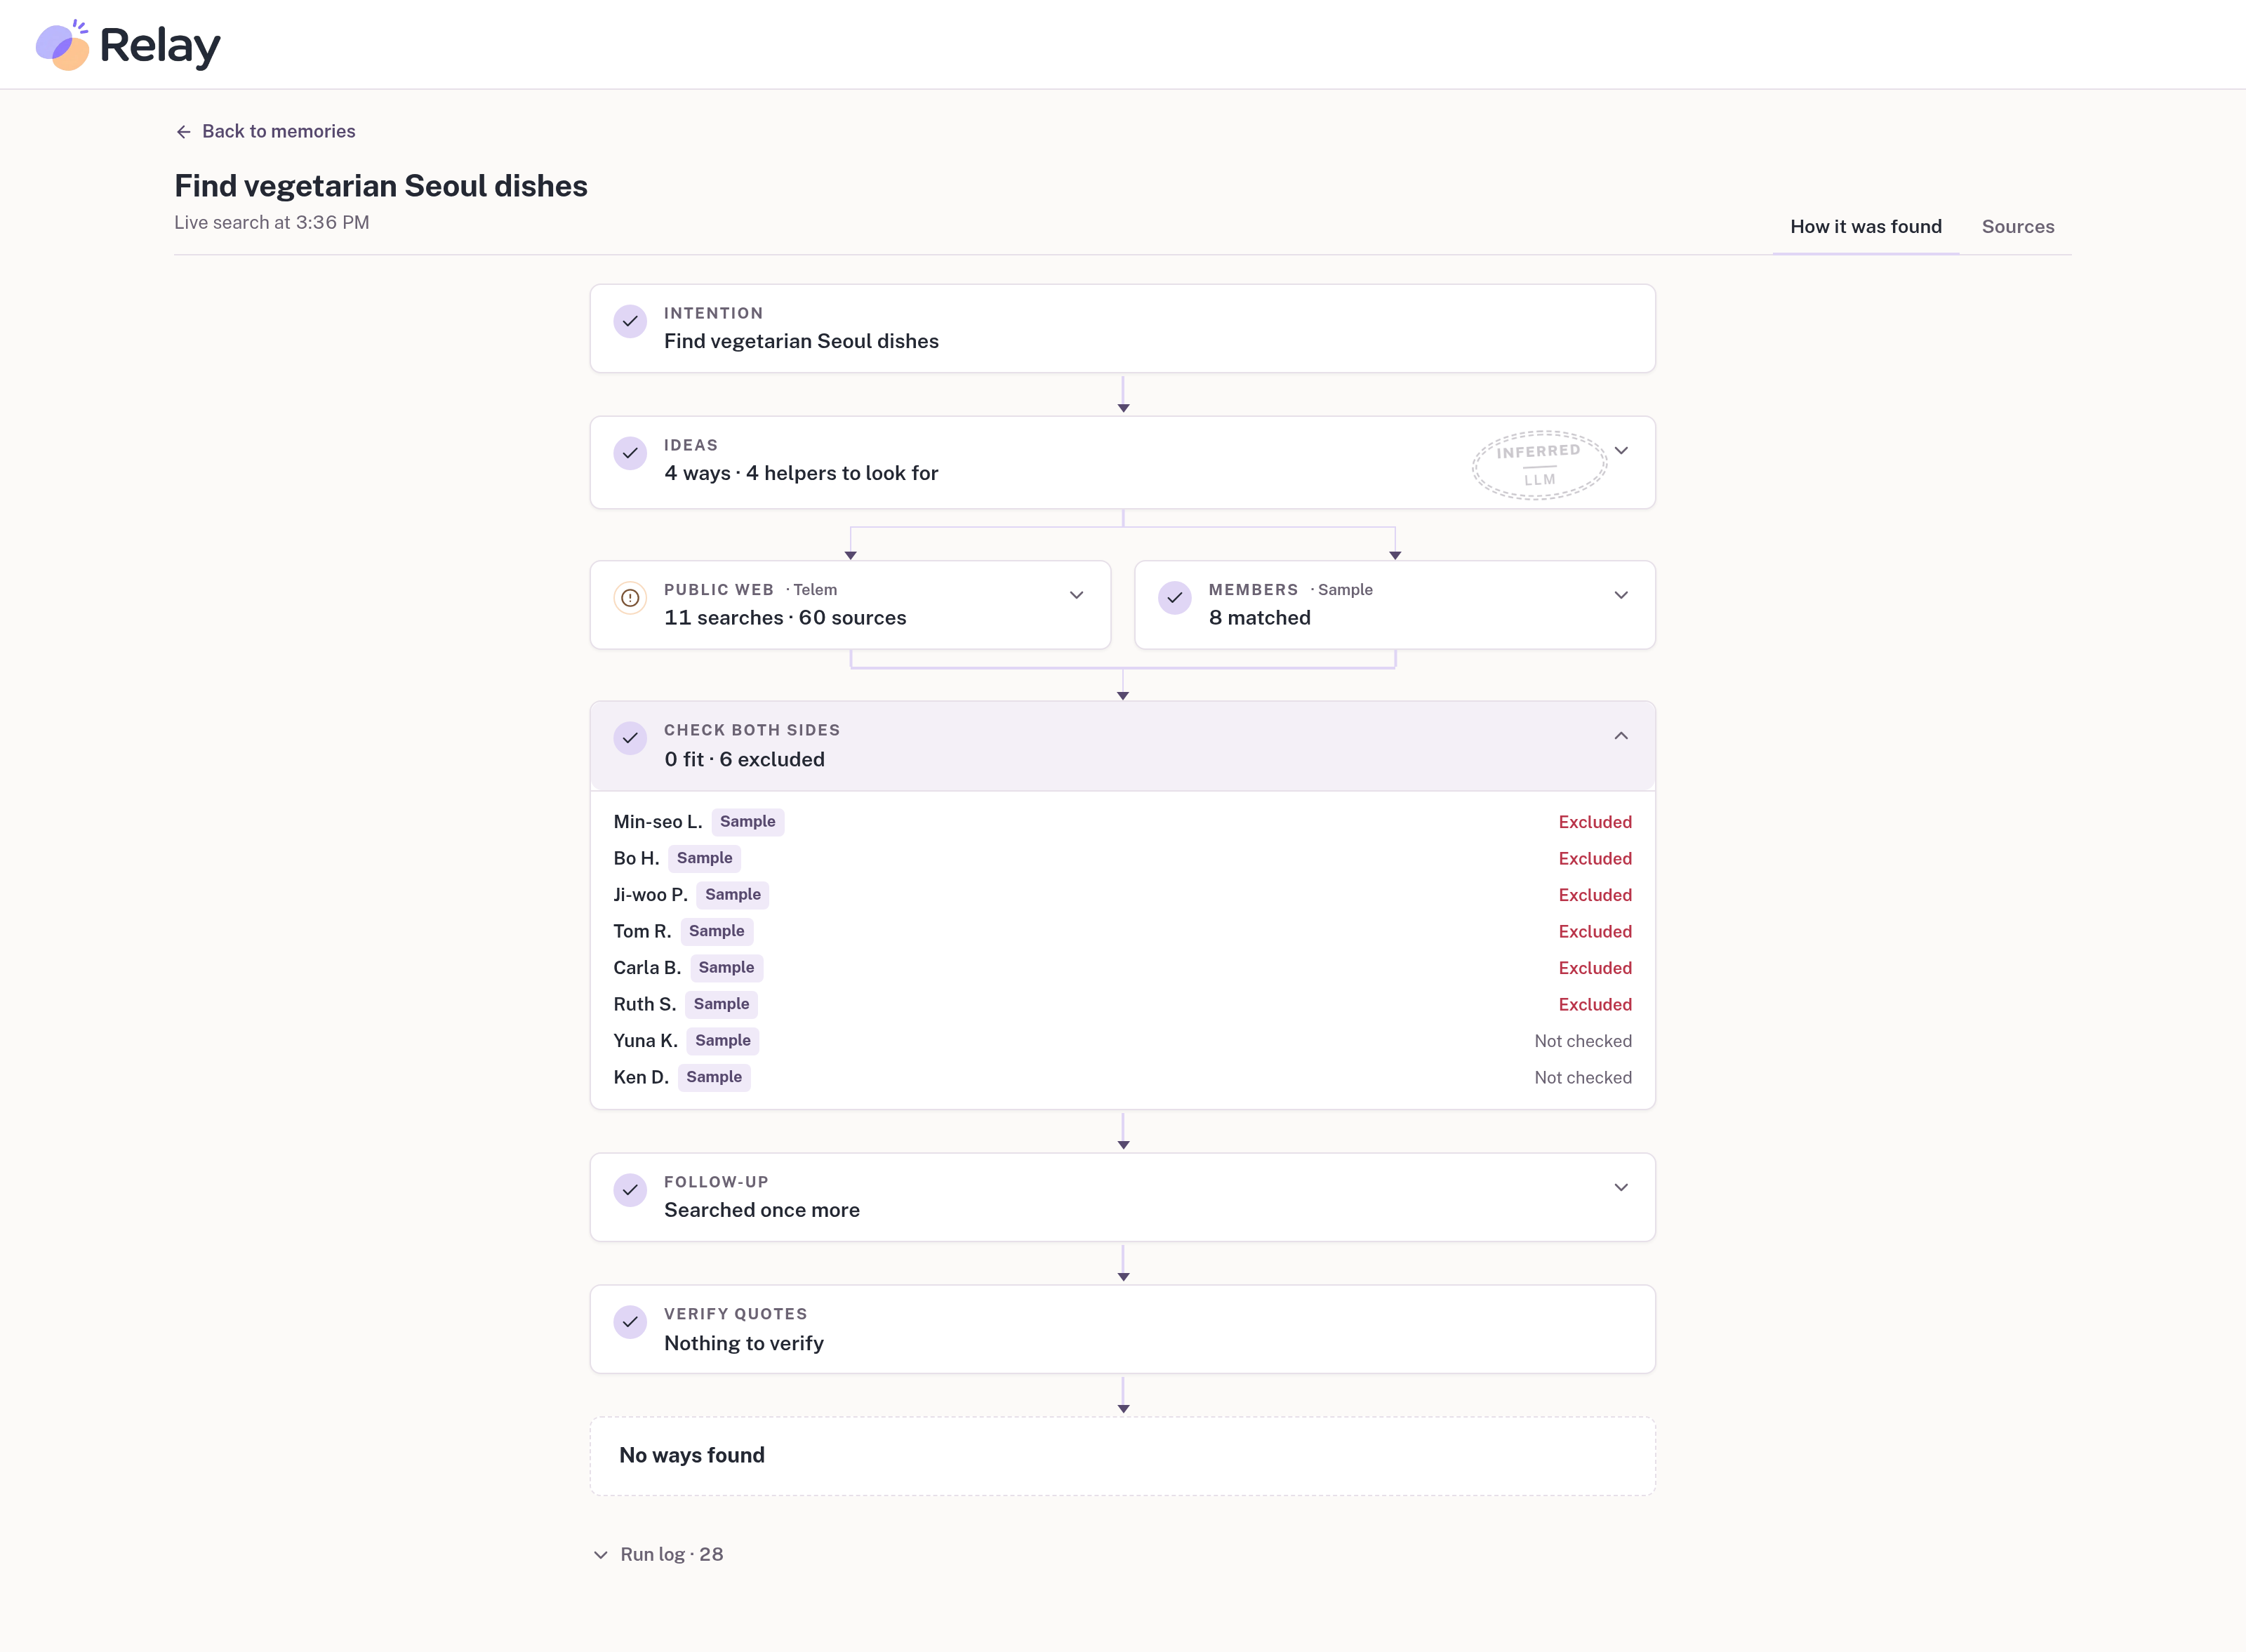 Relay
Back to memories
Find vegetarian Seoul dishes
Live search at 3:36 PM
How it was found
Sources
INTENTION
Find vegetarian Seoul dishes
IDEAS
4 ways · 4 helpers to look for
INFERRED
LLM
PUBLIC WEB · Telem
11 searches · 60 sources
MEMBERS · Sample
8 matched
CHECK BOTH SIDES
0 fit · 6 excluded
Min-seo L. Sample Excluded
Bo H. Sample Excluded
Ji-woo P. Sample Excluded
Tom R. Sample Excluded
Carla B. Sample Excluded
Ruth S. Sample Excluded
Yuna K. Sample Not checked
Ken D. Sample Not checked
FOLLOW-UP
Searched once more
VERIFY QUOTES
Nothing to verify
No ways found
Run log · 28